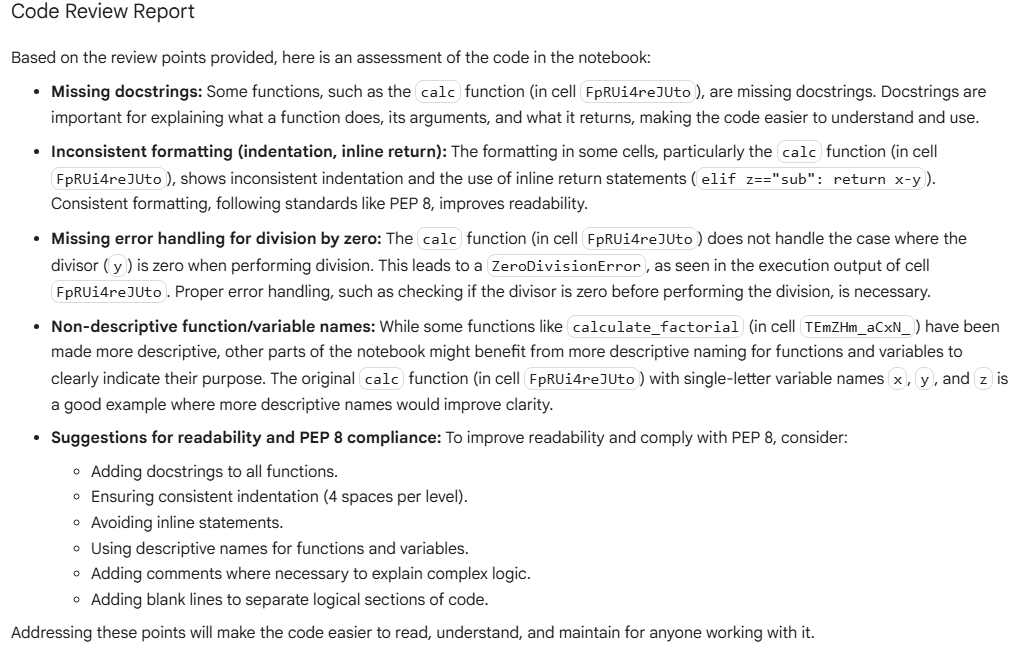 Code Review Report
Based on the review points provided, here is an assessment of the code in the notebook:
• Missing docstrings: Some functions, such as the calc function (in cell FpRUi4reJUto), are missing docstrings. Docstrings are
important for explaining what a function does, its arguments, and what it returns, making the code easier to understand and use.
• Inconsistent formatting (indentation, inline return): The formatting in some cells, particularly the calc function (in cell
FpRUi4reJUto), shows inconsistent indentation and the use of inline return statements (elif z=="sub": return x-y).
Consistent formatting, following standards like PEP 8, improves readability.
• Missing error handling for division by zero: The calc function (in cell FpRUi4reJUto) does not handle the case where the
divisor (y) is zero when performing division. This leads to a ZeroDivisionError, as seen in the execution output of cell
FpRUi4reJUto. Proper error handling, such as checking if the divisor is zero before performing the division, is necessary.
• Non-descriptive function/variable names: While some functions like calculate_factorial (in cell TEmZHm_aCxN_) have been
made more descriptive, other parts of the notebook might benefit from more descriptive naming for functions and variables to
clearly indicate their purpose. The original calc function (in cell FpRUi4reJUto) with single-letter variable names x, y, and z is
a good example where more descriptive names would improve clarity.
• Suggestions for readability and PEP 8 compliance: To improve readability and comply with PEP 8, consider:
◦ Adding docstrings to all functions.
◦ Ensuring consistent indentation (4 spaces per level).
◦ Avoiding inline statements.
◦ Using descriptive names for functions and variables.
◦ Adding comments where necessary to explain complex logic.
◦ Adding blank lines to separate logical sections of code.
Addressing these points will make the code easier to read, understand, and maintain for anyone working with it.